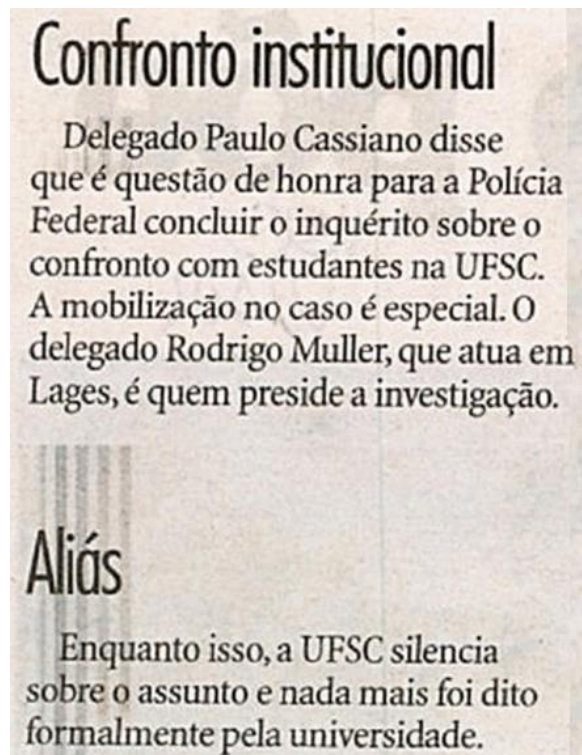 Confronto institucional
Delegado Paulo Cassiano disse
que é questão de honra para a Polícia
Federal concluir o inquérito sobre o
confronto com estudantes na UFSC.
A mobilização no caso é especial. O
delegado Rodrigo Muller, que atua em
Lages, é quem preside a investigação.
Aliás
Enquanto isso, a UFSC silencia
sobre o assunto e nada mais foi dito
formalmente pela universidade.